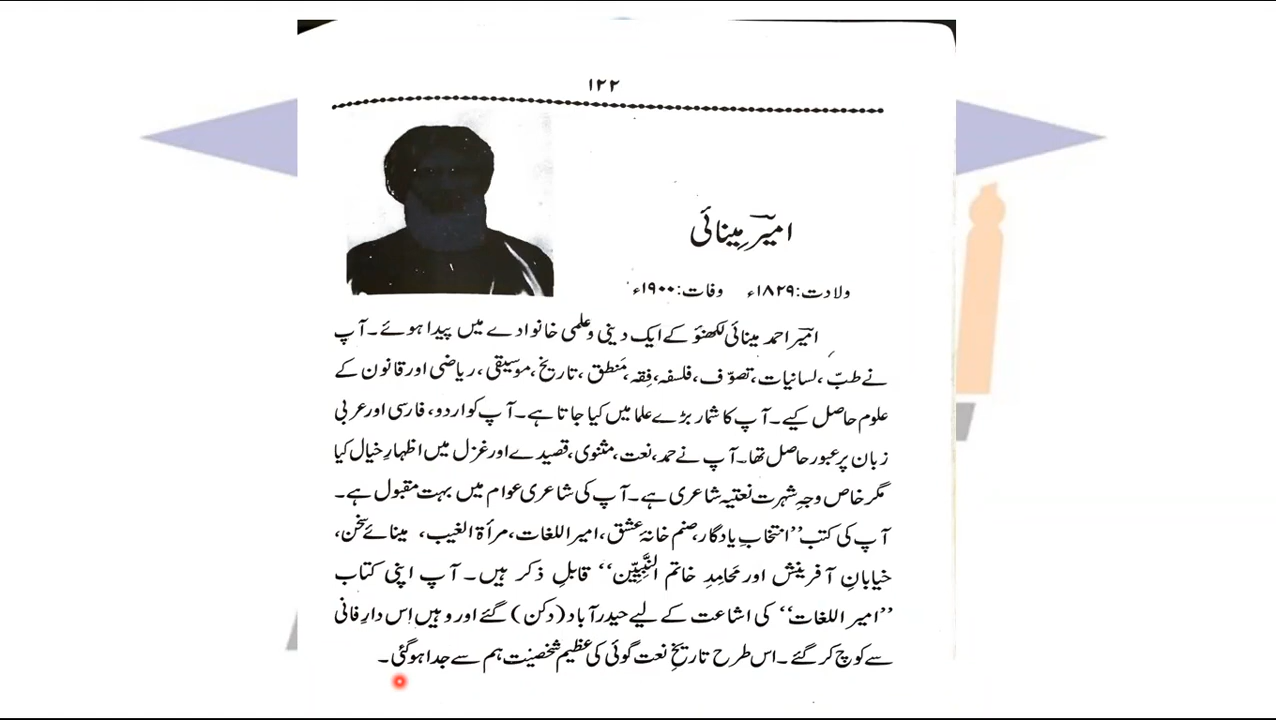 ۱۲۲
امیرؔ مینائی
ولادت: ۱۸۲۹ء وفات: ۱۹۰۰ء
امیرؔ احمد مینائی لکھنؤ کے ایک دینی و علمی خانوادے میں پیدا ہوئے۔ آپ
نے طبّ، لسانیات، تصوّف، فلسفہ، فِقہ، مَنطق، تاریخ، موسیقی، ریاضی اور قانون کے
علوم حاصل کیے۔ آپ کا شمار بڑے علما میں کیا جاتا ہے۔ آپ کو اردو، فارسی اور عربی
زبان پر عبور حاصل تھا۔ آپ نے حمد، نعت، مثنوی، قصیدے اور غزل میں اظہارِ خیال کیا
مگر خاص وجہِ شہرت نعتیہ شاعری ہے۔ آپ کی شاعری عوام میں بہت مقبول ہے۔
آپ کی کتب ”انتخابِ یادگار، صنم خانۂ عشق، امیر اللغات، مرأۃ الغیب، مینائے سخن،
خیابانِ آفرینش اور مَحامِدِ خاتم النَّبِیّین“ قابلِ ذکر ہیں۔ آپ اپنی کتاب
”امیر اللغات“ کی اشاعت کے لیے حیدر آباد (دکن) گئے اور وہیں اِس دارِ فانی
سے کوچ کر گئے۔ اس طرح تاریخِ نعت گوئی کی عظیم شخصیت ہم سے جدا ہو گئی۔